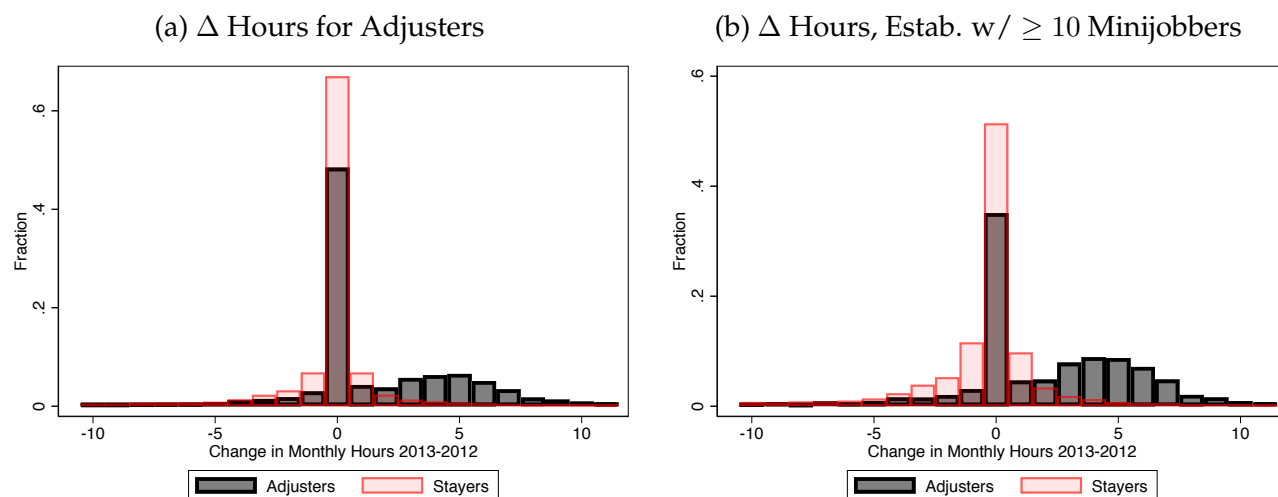 (a) Δ Hours for Adjusters
.6
.4
.2
0
Fraction
-10 -5 0 5 10
Change in Monthly Hours 2013-2012
Adjusters Stayers
(b) Δ Hours, Estab. w/ ≥ 10 Minijobbers
.6
.4
.2
0
Fraction
-10 -5 0 5 10
Change in Monthly Hours 2013-2012
Adjusters Stayers